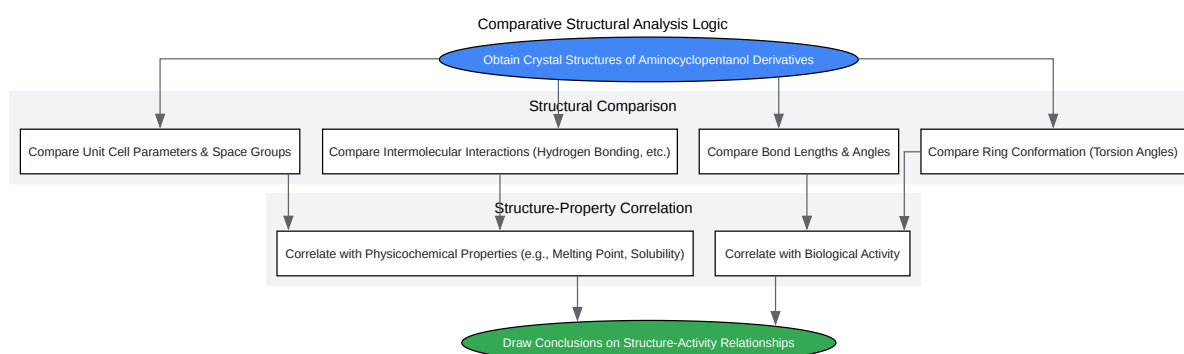 Comparative Structural Analysis Logic
Obtain Crystal Structures of Aminocyclopentanol Derivatives
Structural Comparison
Compare Unit Cell Parameters & Space Groups
Compare Intermolecular Interactions (Hydrogen Bonding, etc.)
Compare Bond Lengths & Angles
Compare Ring Conformation (Torsion Angles)
Structure-Property Correlation
Correlate with Physicochemical Properties (e.g., Melting Point, Solubility)
Correlate with Biological Activity
Draw Conclusions on Structure-Activity Relationships